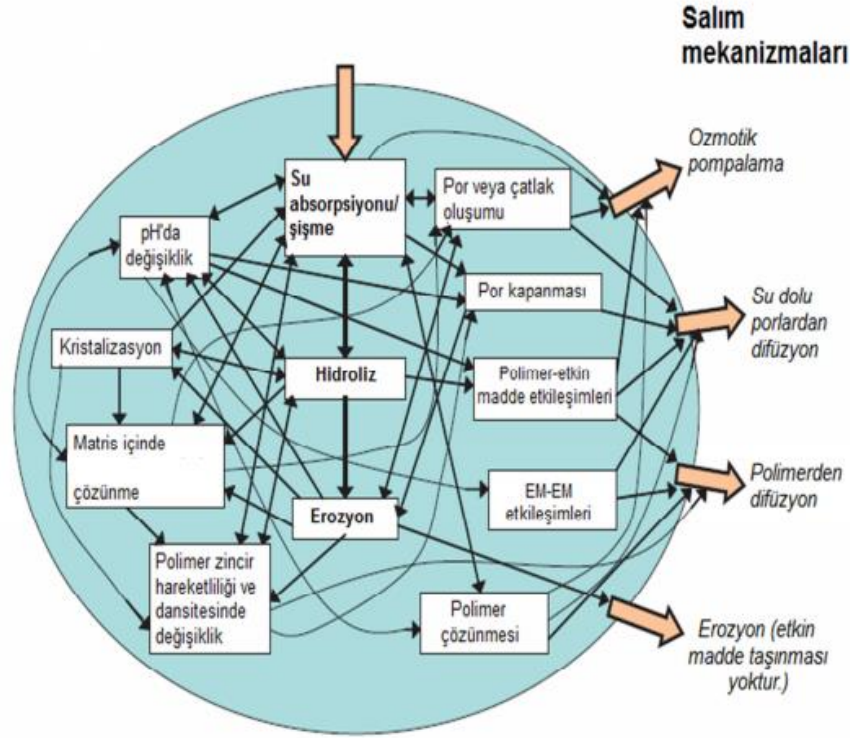 Salım
mekanizmaları
Ozmotik
pompalama
Su
absorpsiyonu/
şişme
Por veya çatlak
oluşumu
pH'da
değişiklik
Por kapanması
Su dolu
porlardan
difüzyon
Kristalizasyon
Hidroliz
Polimer-etkin
madde etkileşimleri
Matris içinde
çözünme
EM-EM
etkileşimleri
Polimerden
difüzyon
Erozyon
Polimer zincir
hareketliliği ve
dansitesinde
değişiklik
Polimer
çözünmesi
Erozyon (etkin
madde taşınması
yoktur.)